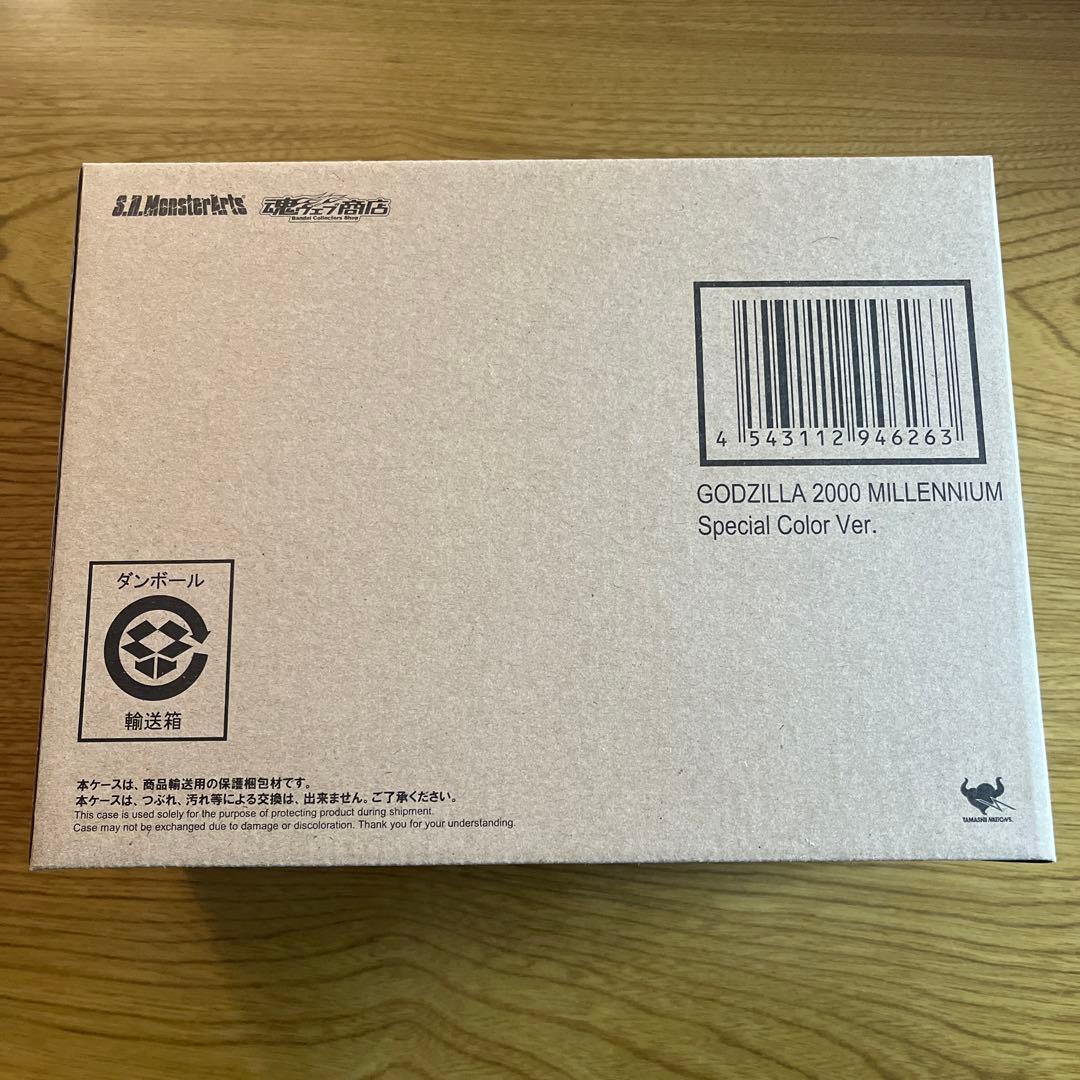 S.H.MonsterArts 魂ウェブ商店
Bandai Collectors Shop
4 543112 946263
GODZILLA 2000 MILLENNIUM
Special Color Ver.
ダンボール
輸送箱
本ケースは、商品輸送用の保護梱包材です。
本ケースは、つぶれ、汚れ等による交換は、出来ません。ご了承ください。
This case is used solely for the purpose of protecting product during shipment.
Case may not be exchanged due to damage or discoloration. Thank you for your understanding.
TAMASHII NATIONS.